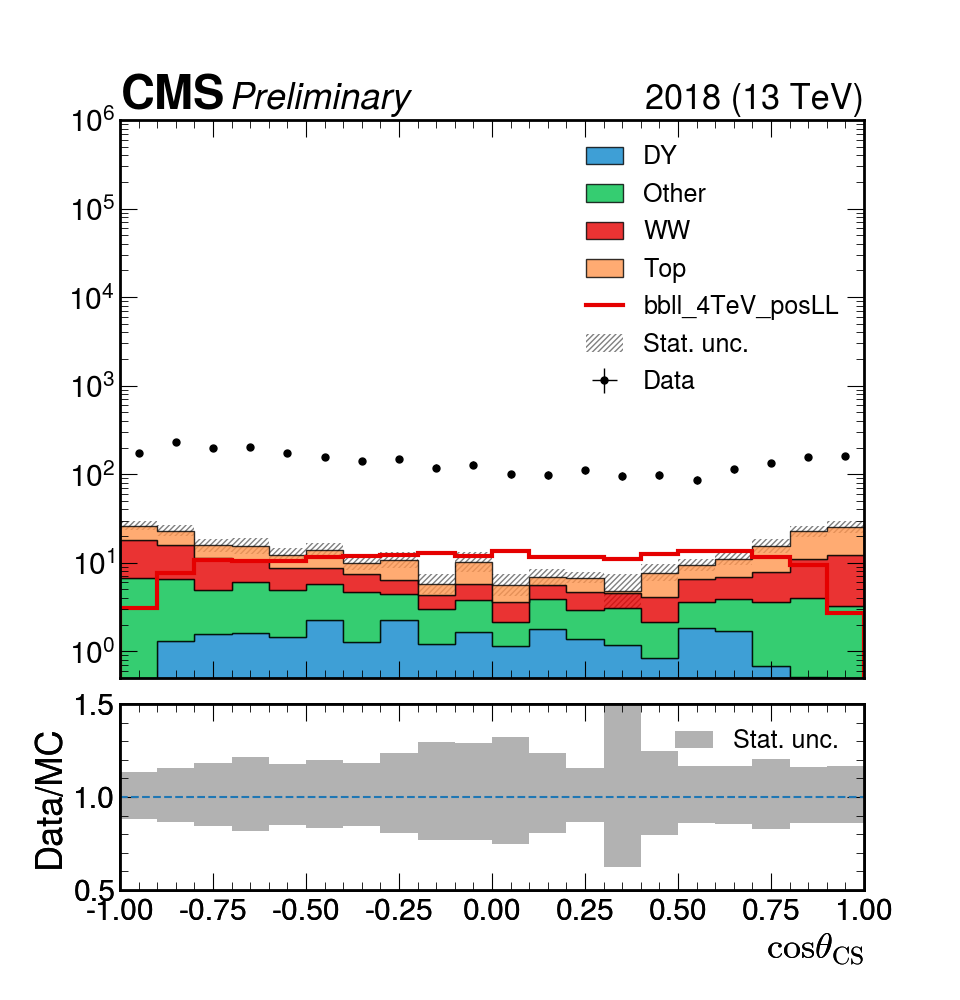 CMS Preliminary 2018 (13 TeV)
10^6
10^5
10^4
10^3
10^2
10^1
10^0
DY
Other
WW
Top
bbll_4TeV_posLL
Stat. unc.
Data
1.5
1.0
0.5
Data/MC
Stat. unc.
-1.00 -0.75 -0.50 -0.25 0.00 0.25 0.50 0.75 1.00
cosθ_CS